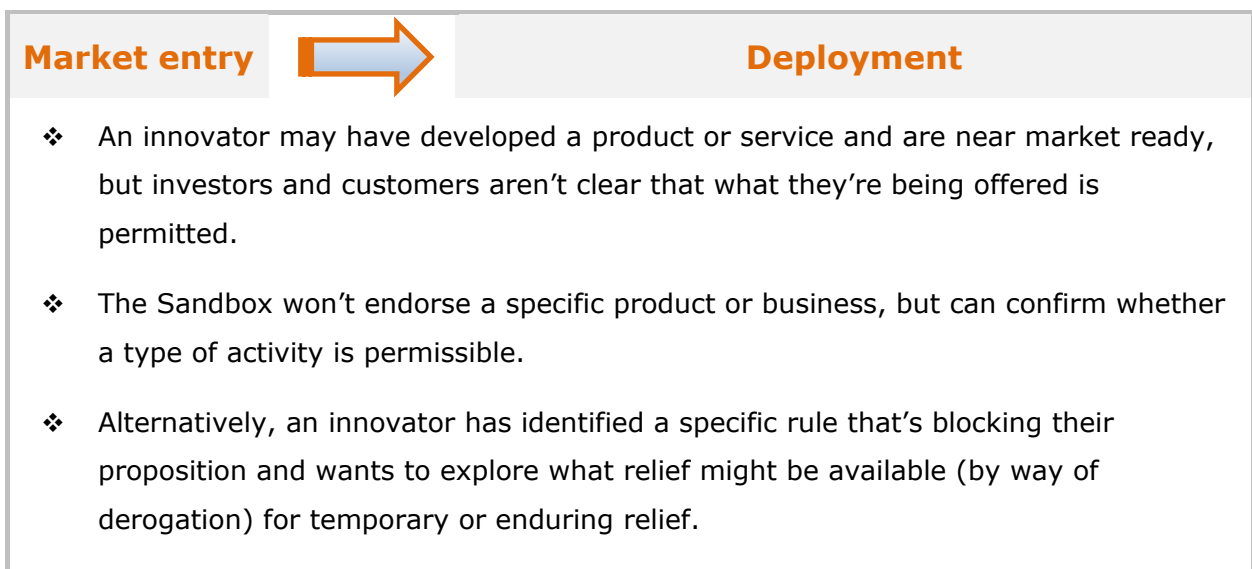 Market entry Deployment
❖ An innovator may have developed a product or service and are near market ready,
but investors and customers aren’t clear that what they’re being offered is
permitted.
❖ The Sandbox won’t endorse a specific product or business, but can confirm whether
a type of activity is permissible.
❖ Alternatively, an innovator has identified a specific rule that’s blocking their
proposition and wants to explore what relief might be available (by way of
derogation) for temporary or enduring relief.